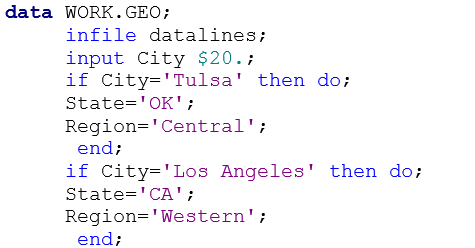 data WORK.GEO;
infile datalines;
input City $20.;
if City='Tulsa' then do;
State='OK';
Region='Central';
end;
if City='Los Angeles' then do;
State='CA';
Region='Western';
end;